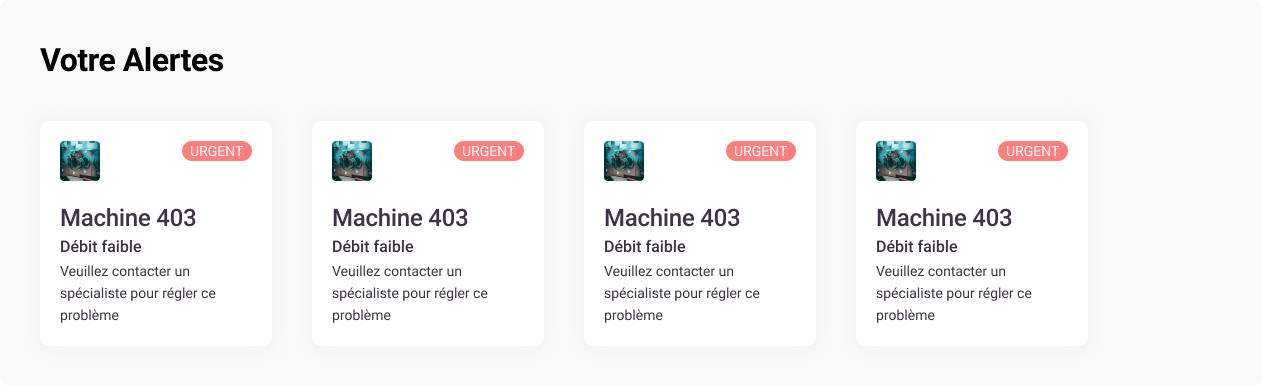 Votre Alertes
URGENT
Machine 403
Débit faible
Veuillez contacter un
spécialiste pour régler ce
problème
URGENT
Machine 403
Débit faible
Veuillez contacter un
spécialiste pour régler ce
problème
URGENT
Machine 403
Débit faible
Veuillez contacter un
spécialiste pour régler ce
problème
URGENT
Machine 403
Débit faible
Veuillez contacter un
spécialiste pour régler ce
problème